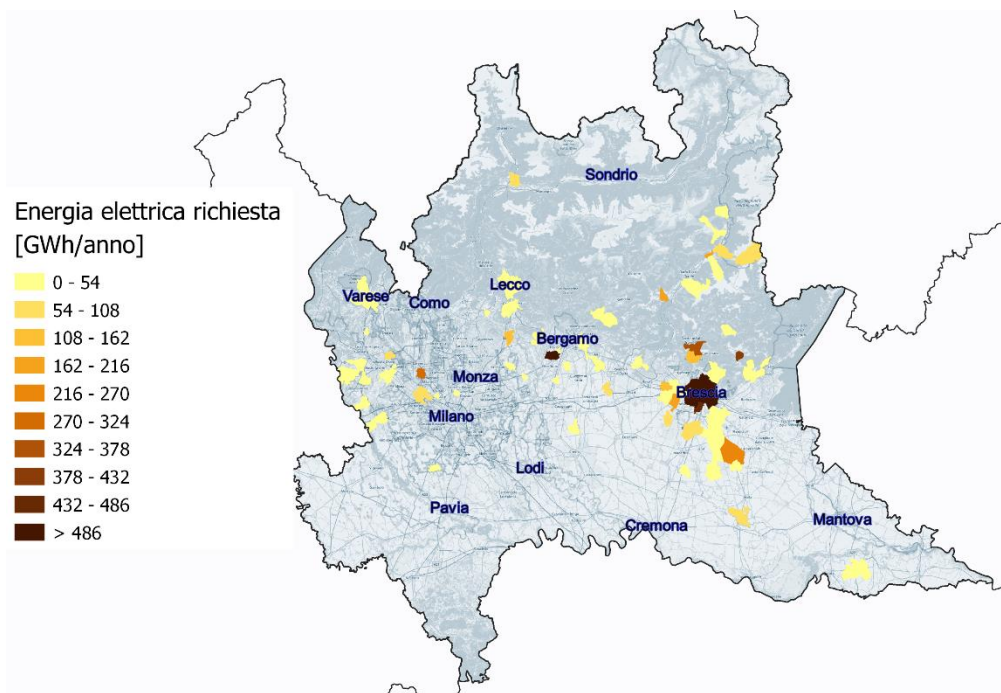 Sondrio
Energia elettrica richiesta
[GWh/anno]
0 - 54
54 - 108
108 - 162
162 - 216
216 - 270
270 - 324
324 - 378
378 - 432
432 - 486
> 486
Lecco
Varese
Como
Bergamo
Monza
Brescia
Milano
Lodi
Pavia
Cremona
Mantova